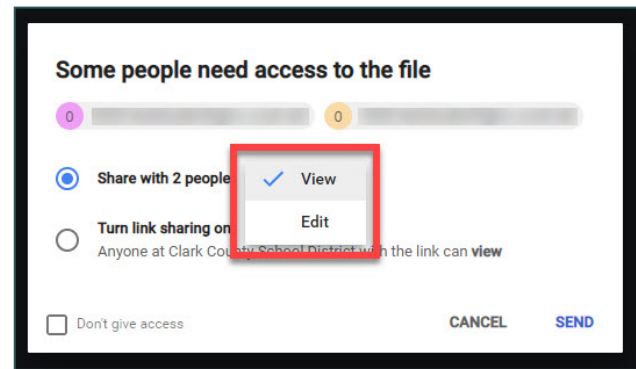 Some people need access to the file
0 0
Share with 2 people View
Edit
Turn link sharing on
Anyone at Clark County School District with the link can view
Don't give access CANCEL SEND